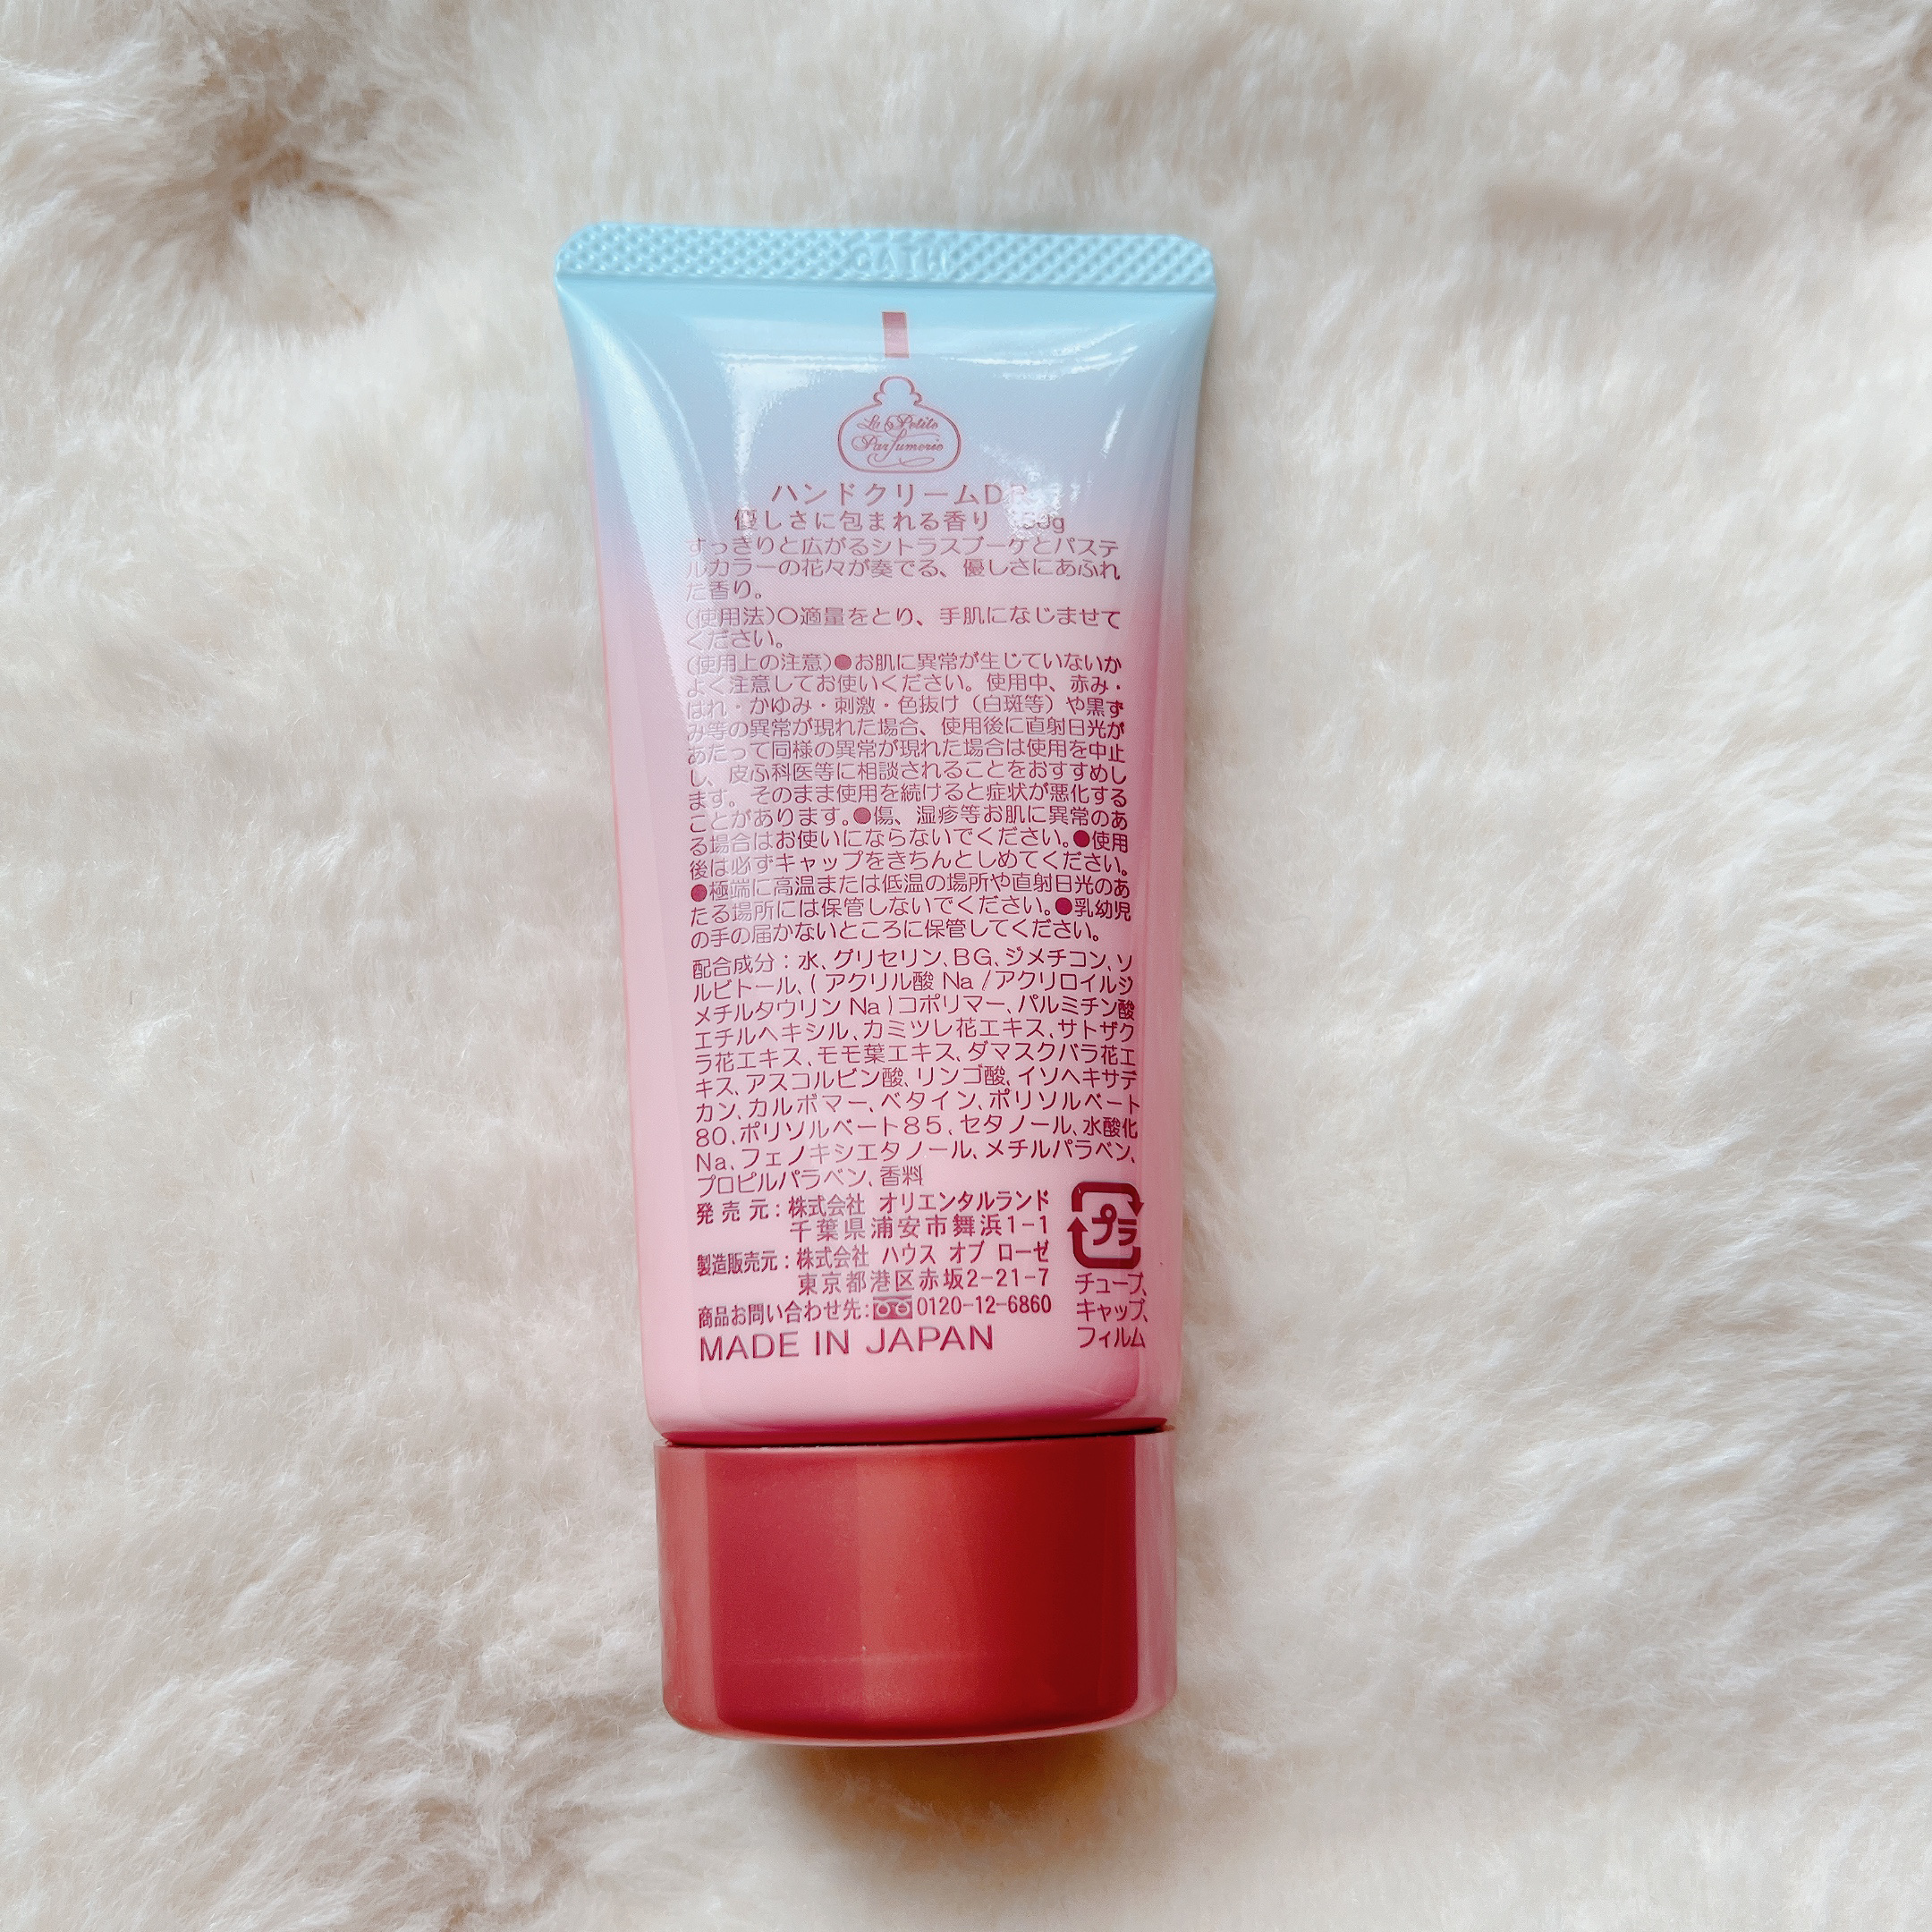 La Petite
Parfumerie
ハンドクリームD
優しさに包まれる香り
すっきりと広がるシトラスブーケとパステ
ルカラーの花々が奏でる、優しさにあふれ
た香り。
(使用法)○適量をとり、手肌になじませて
ください。
(使用上の注意)●お肌に異常が生じていないか
よく注意してお使いください。使用中、赤み・
はれ・かゆみ・刺激・色抜け（白斑等）や黒ず
み等の異常が現れた場合、使用後に直射日光が
あたって同様の異常が現れた場合は使用を中止
し、皮ふ科医等に相談されることをおすすめし
ます。そのまま使用を続けると症状が悪化する
ことがあります。●傷、湿疹等お肌に異常のあ
る場合はお使いにならないでください。●使用
後は必ずキャップをきちんとしめてください。
●極端に高温または低温の場所や直射日光のあ
たる場所には保管しないでください。●乳幼児
の手の届かないところに保管してください。
配合成分：水、グリセリン、BG、ジメチコン、ソ
ルビトール、(アクリル酸Na/アクリロイルジ
メチルタウリンNa)コポリマー、パルミチン酸
エチルヘキシル、カミツレ花エキス、サトザク
ラ花エキス、モモ葉エキス、ダマスクバラ花エ
キス、アスコルビン酸、リンゴ酸、イソヘキサデ
カン、カルボマー、ベタイン、ポリソルベート
80、ポリソルベート85、セタノール、水酸化
Na、フェノキシエタノール、メチルパラベン、
プロピルパラベン、香料
発売元：株式会社 オリエンタルランド
千葉県浦安市舞浜1-1
製造販売元：株式会社 ハウス オブ ローゼ
東京都港区赤坂2-21-7
商品お問い合わせ先：0120-12-6860
MADE IN JAPAN
プラ
チューブ、
キャップ、
フィルム